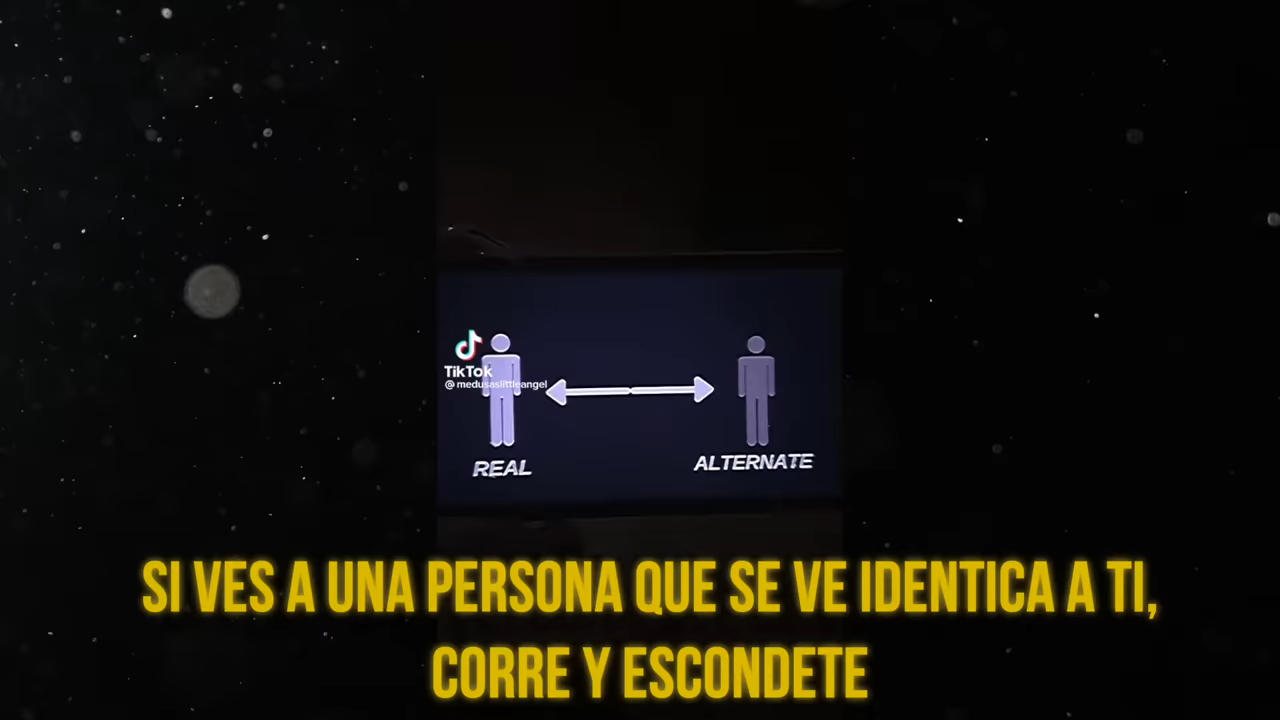 TikTok
@medusaslittleangel
REAL
ALTERNATE
SI VES A UNA PERSONA QUE SE VE IDENTICA A TI,
CORRE Y ESCONDETE